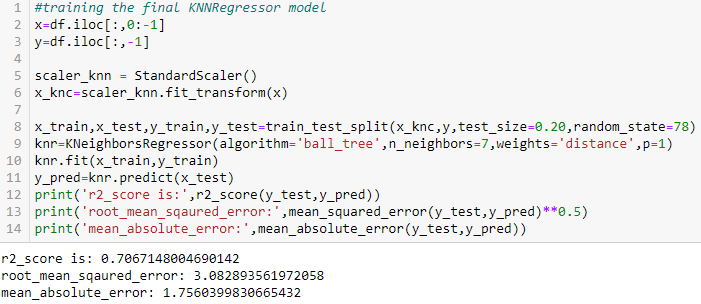 1 #training the final KNNRegressor model
2 x=df.iloc[:,0:-1]
3 y=df.iloc[:,-1]
4
5 scaler_knn = StandardScaler()
6 x_knc=scaler_knn.fit_transform(x)
7
8 x_train,x_test,y_train,y_test=train_test_split(x_knc,y,test_size=0.20,random_state=78)
9 knr=KNeighborsRegressor(algorithm='ball_tree',n_neighbors=7,weights='distance',p=1)
10 knr.fit(x_train,y_train)
11 y_pred=knr.predict(x_test)
12 print('r2_score is:',r2_score(y_test,y_pred))
13 print('root_mean_sqaured_error:',mean_squared_error(y_test,y_pred)**0.5)
14 print('mean_absolute_error:',mean_absolute_error(y_test,y_pred))
r2_score is: 0.7067148004690142
root_mean_sqaured_error: 3.082893561972058
mean_absolute_error: 1.7560399830665432